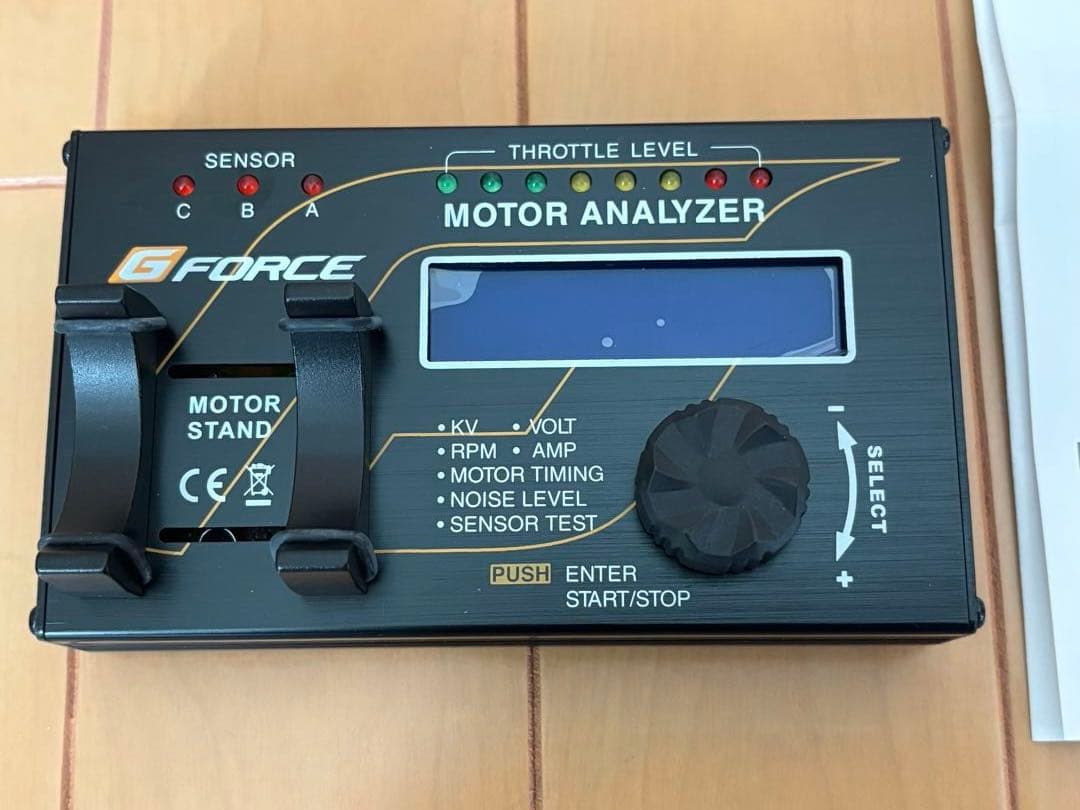 SENSOR
C B A
THROTTLE LEVEL
MOTOR ANALYZER
G FORCE
MOTOR
STAND
CE
• KV • VOLT
• RPM • AMP
• MOTOR TIMING
• NOISE LEVEL
• SENSOR TEST
PUSH ENTER
START/STOP
-
SELECT
+